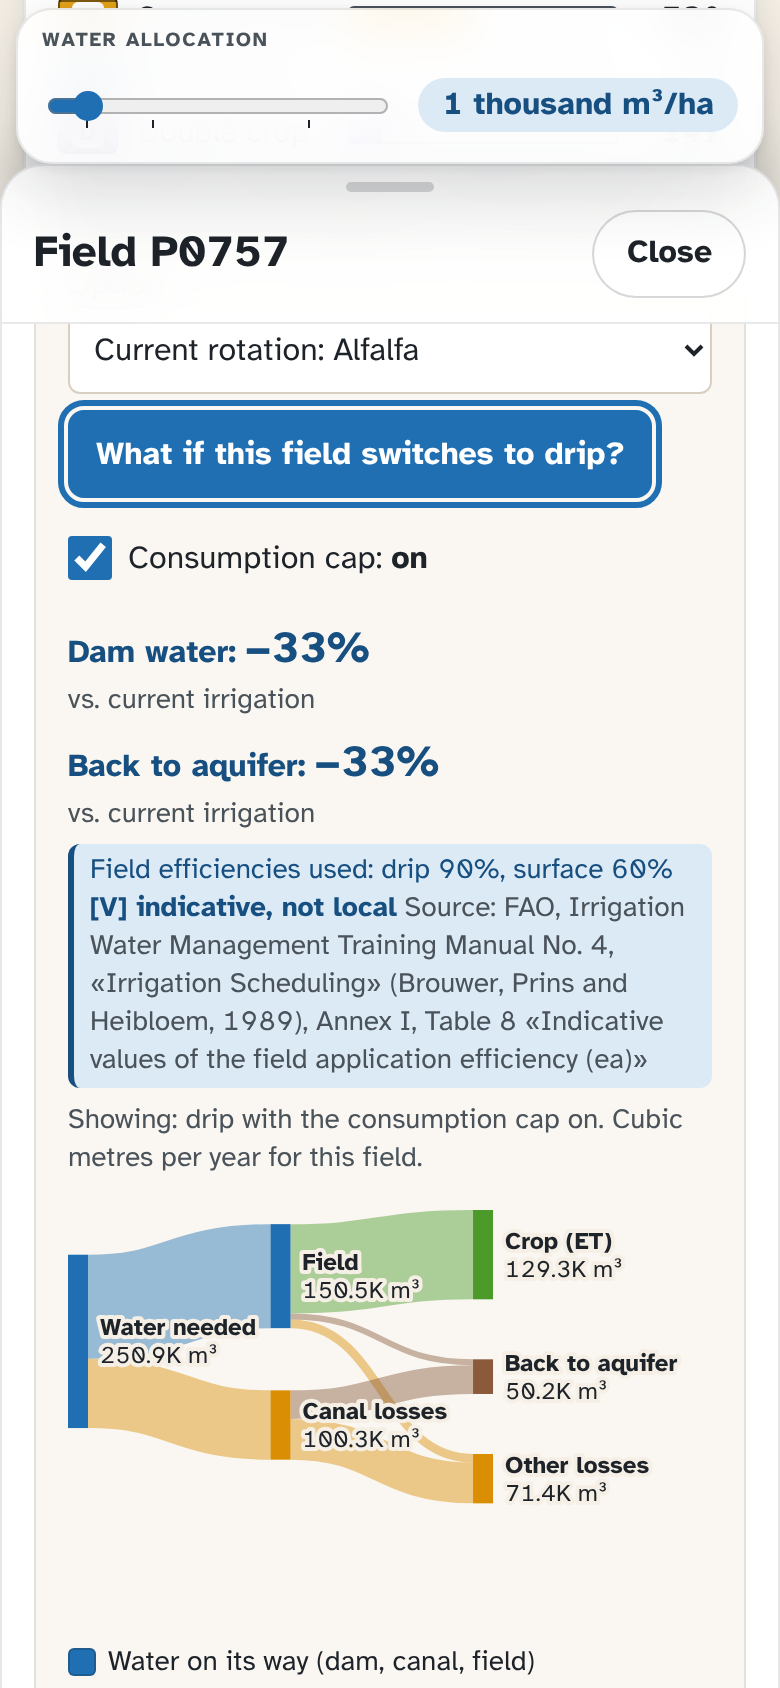 WATER ALLOCATION
1 thousand m³/ha
Double crop
Field P0757
Close
Current rotation: Alfalfa
What if this field switches to drip?
Consumption cap: on
Dam water: −33%
vs. current irrigation
Back to aquifer: −33%
vs. current irrigation
Field efficiencies used: drip 90%, surface 60%
[V] indicative, not local Source: FAO, Irrigation
Water Management Training Manual No. 4,
«Irrigation Scheduling» (Brouwer, Prins and
Heibloem, 1989), Annex I, Table 8 «Indicative
values of the field application efficiency (ea)»
Showing: drip with the consumption cap on. Cubic
metres per year for this field.
Crop (ET)
129.3K m³
Field
150.5K m³
Water needed
250.9K m³
Back to aquifer
50.2K m³
Canal losses
100.3K m³
Other losses
71.4K m³
Water on its way (dam, canal, field)